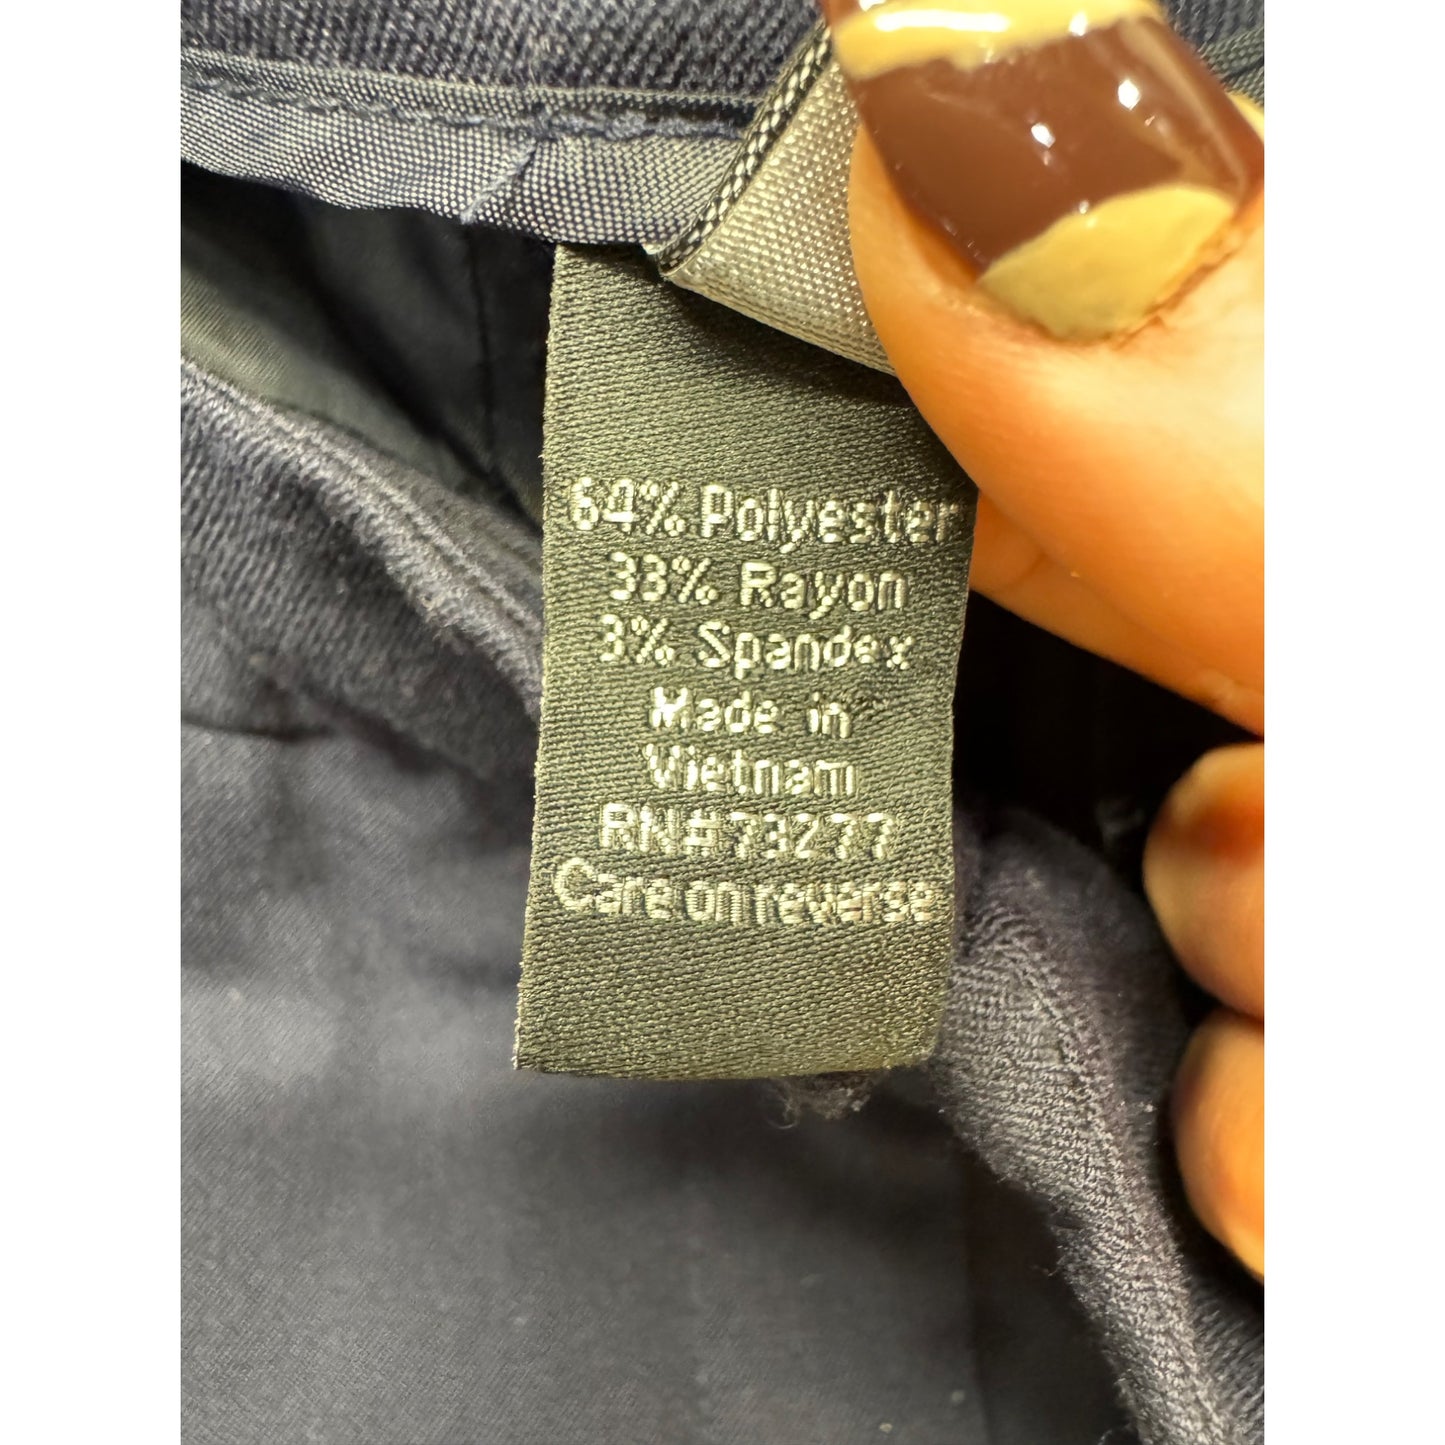 64% Polyester
33% Rayon
3% Spandex
Made in
Vietnam
RN#73277
Care on reverse